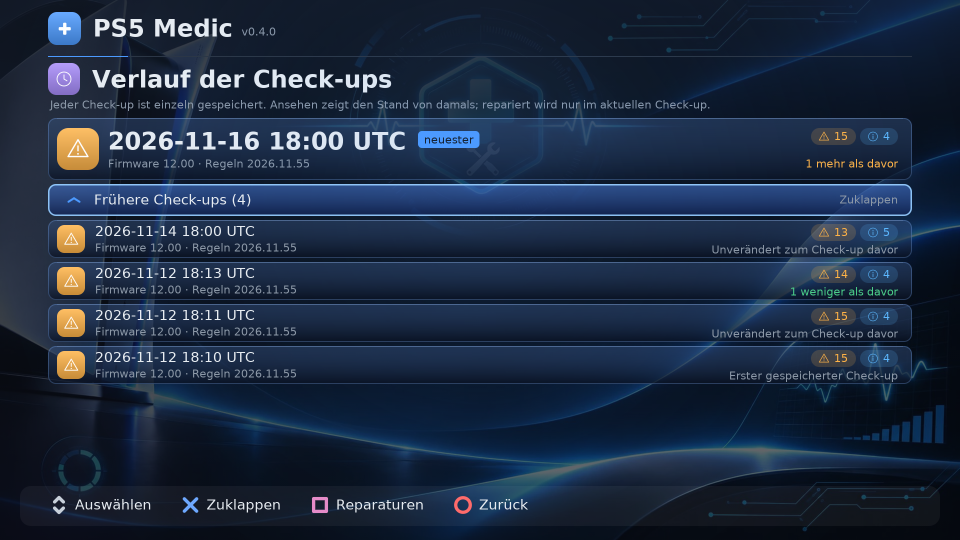 PS5 Medic v0.4.0
Verlauf der Check-ups
Jeder Check-up ist einzeln gespeichert. Ansehen zeigt den Stand von damals; repariert wird nur im aktuellen Check-up.
2026-11-16 18:00 UTC neuester 15 4
Firmware 12.00 · Regeln 2026.11.55 1 mehr als davor
Frühere Check-ups (4) Zuklappen
2026-11-14 18:00 UTC 13 5
Firmware 12.00 · Regeln 2026.11.55 Unverändert zum Check-up davor
2026-11-12 18:13 UTC 14 4
Firmware 12.00 · Regeln 2026.11.55 1 weniger als davor
2026-11-12 18:11 UTC 15 4
Firmware 12.00 · Regeln 2026.11.55 Unverändert zum Check-up davor
2026-11-12 18:10 UTC 15 4
Firmware 12.00 · Regeln 2026.11.55 Erster gespeicherter Check-up
Auswählen Zuklappen Reparaturen Zurück